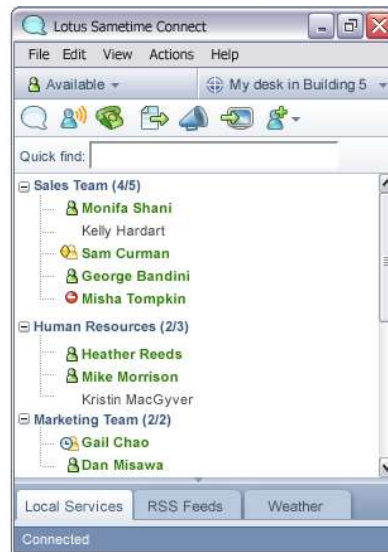 Lotus Sametime Connect
File Edit View Actions Help
Available My desk in Building 5
Quick find:
Sales Team (4/5)
Monifa Shani
Kelly Hardart
Sam Curman
George Bandini
Misha Tompkin
Human Resources (2/3)
Heather Reeds
Mike Morrison
Kristin MacGyver
Marketing Team (2/2)
Gail Chao
Dan Misawa
Local Services RSS Feeds Weather
Connected